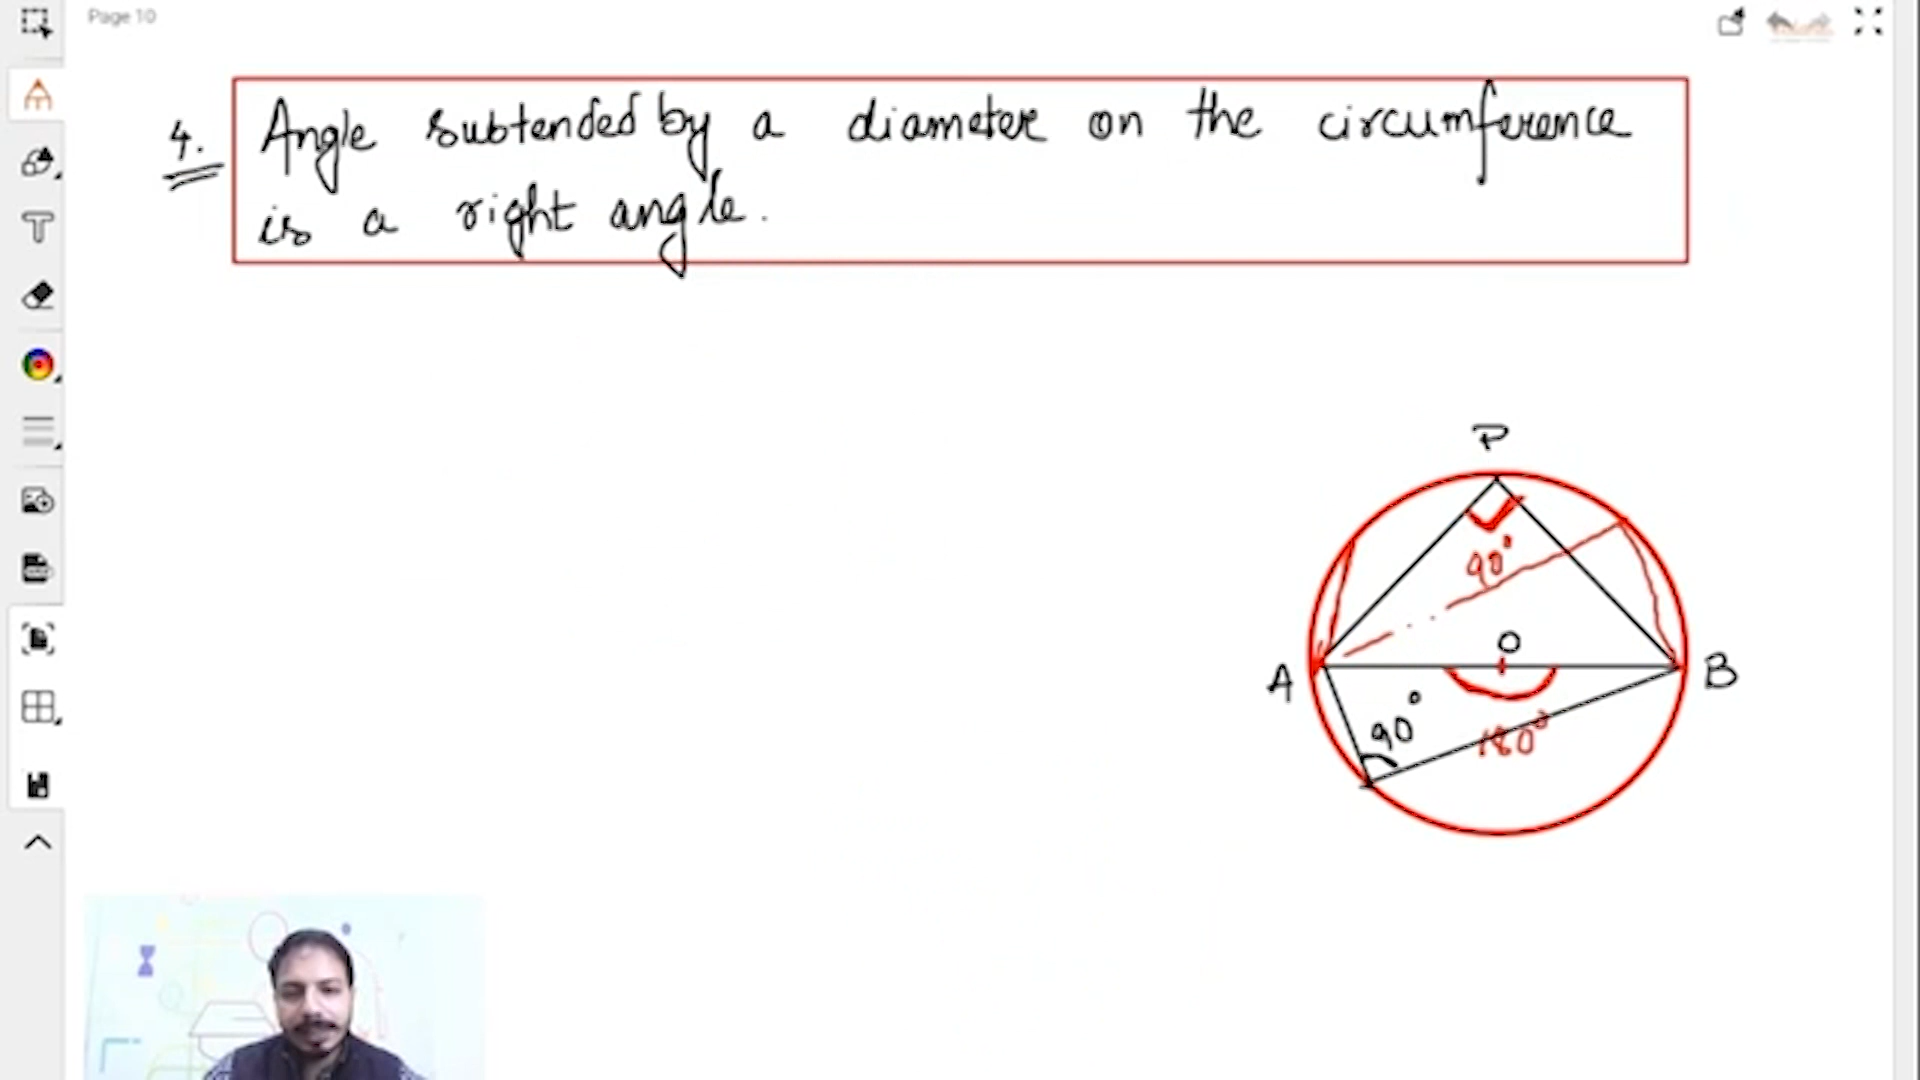 Page 10
4. Angle subtended by a diameter on the circumference
is a right angle.
P
90°
O
A
B
90°
180°